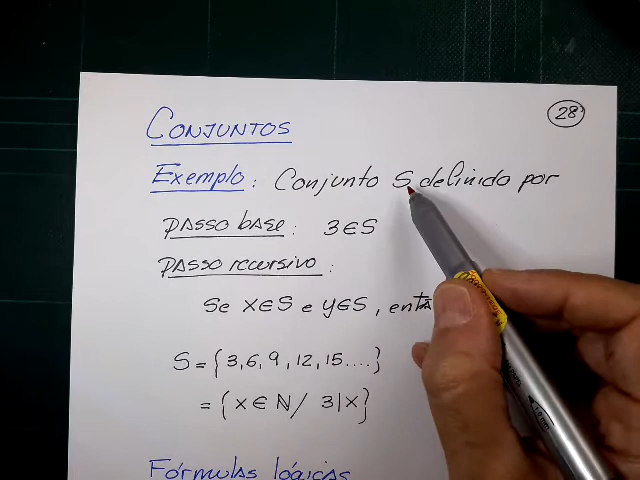 28
CONJUNTOS
Exemplo: Conjunto S definido por
PASSO BASE: 3∈S
PASSO recursivo:
Se x∈S e y∈S,
S = {3, 6, 9, 12, 15....}
= {x∈ℕ/ 3|x}
Fórmulas lógicas